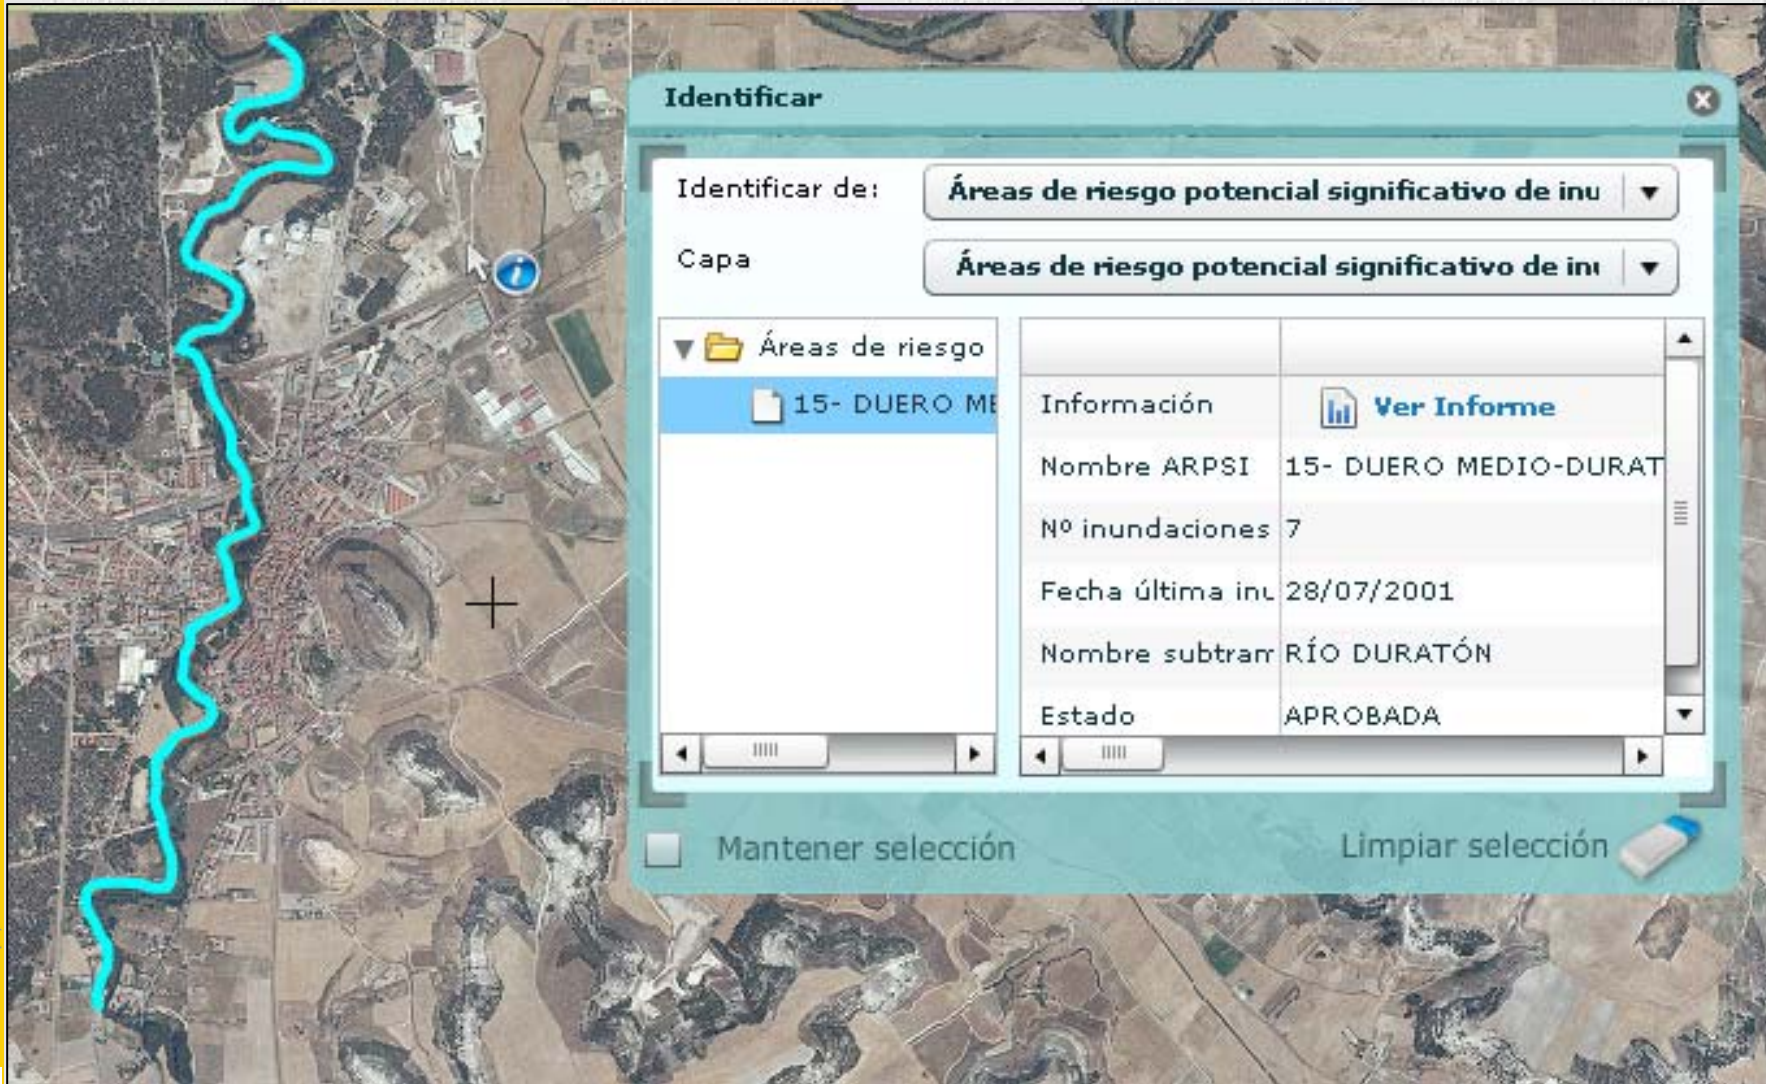 Identificar
Identificar de: Áreas de riesgo potencial significativo de inu
Capa Áreas de riesgo potencial significativo de inu
Áreas de riesgo
15- DUERO ME
Información Ver Informe
Nombre ARPSI 15- DUERO MEDIO-DURAT
Nº inundaciones 7
Fecha última inu 28/07/2001
Nombre subtram RÍO DURATÓN
Estado APROBADA
Mantener selección Limpiar selección